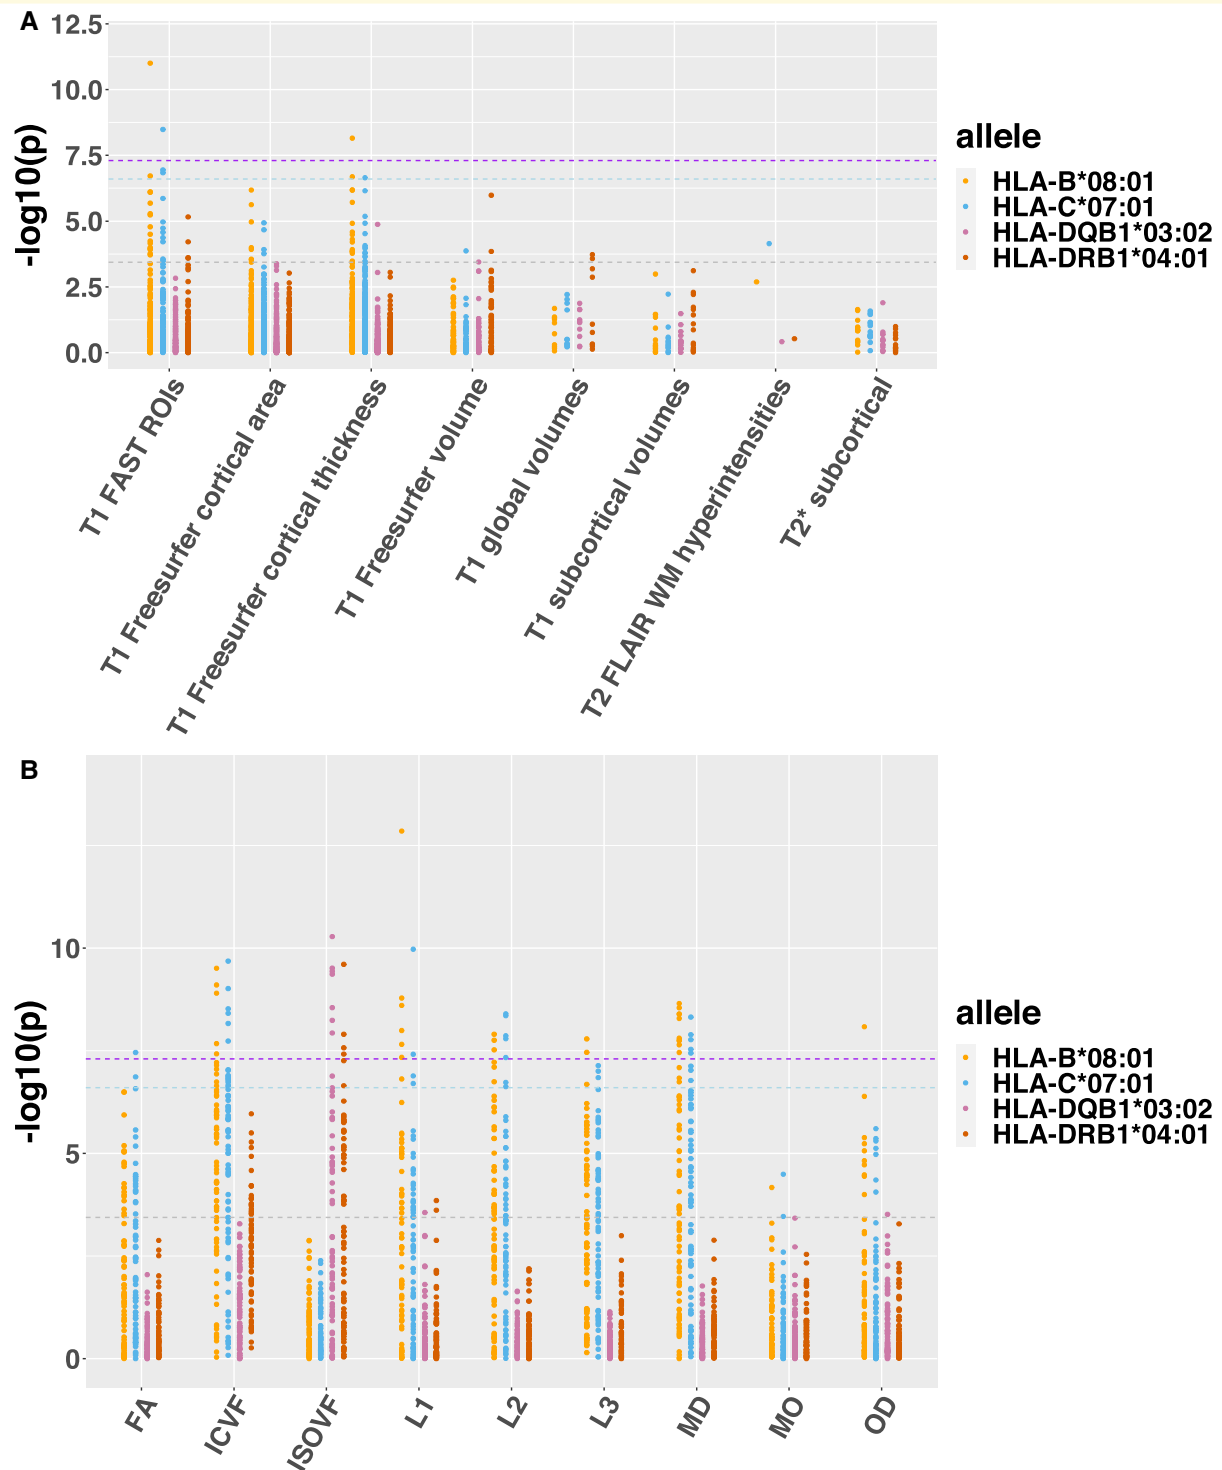 A
12.5
10.0
7.5
5.0
2.5
0.0
-log10(p)
T1 FAST ROIs
T1 Freesurfer cortical area
T1 Freesurfer cortical thickness
T1 Freesurfer volume
T1 global volumes
T1 subcortical volumes
T2 FLAIR WM hyperintensities
T2* subcortical
allele
HLA-B*08:01
HLA-C*07:01
HLA-DQB1*03:02
HLA-DRB1*04:01
B
10
5
0
-log10(p)
FA
ICVF
ISOVF
L1
L2
L3
MD
MO
OD
allele
HLA-B*08:01
HLA-C*07:01
HLA-DQB1*03:02
HLA-DRB1*04:01